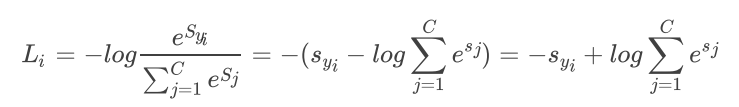 L_i = -log \frac{e^{S_{y_i}}}{\sum_{j=1}^{C} e^{S_j}} = -(s_{y_i} - log \sum_{j=1}^{C} e^{s_j}) = -s_{y_i} + log \sum_{j=1}^{C} e^{s_j}